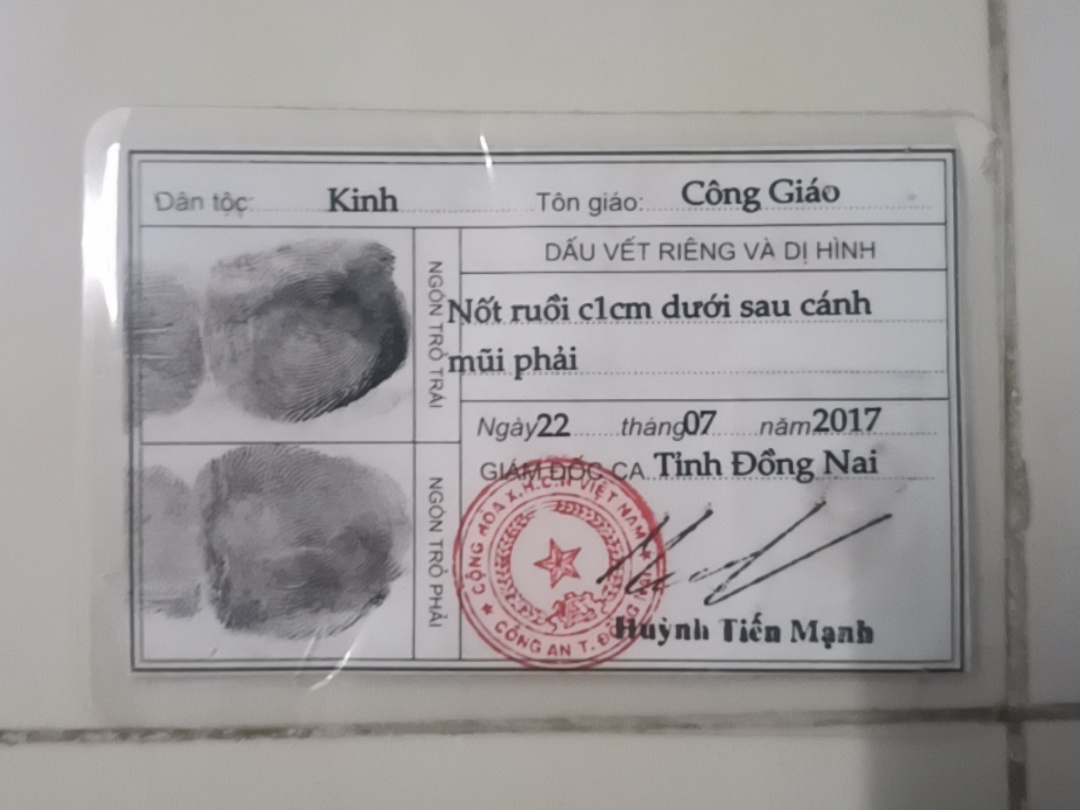 Dân tộc: Kinh Tôn giáo: Công Giáo
DẤU VẾT RIÊNG VÀ DỊ HÌNH
NGÓN TRỎ TRÁI
Nốt ruồi c1cm dưới sau cánh
mũi phải
Ngày 22 tháng 07 năm 2017
GIÁM ĐỐC CA. Tỉnh Đồng Nai
NGÓN TRỎ PHẢI
CỘNG HÒA X.H.C.N VIỆT NAM
CÔNG AN T. ĐỒNG
Huỳnh Tiến Mạnh